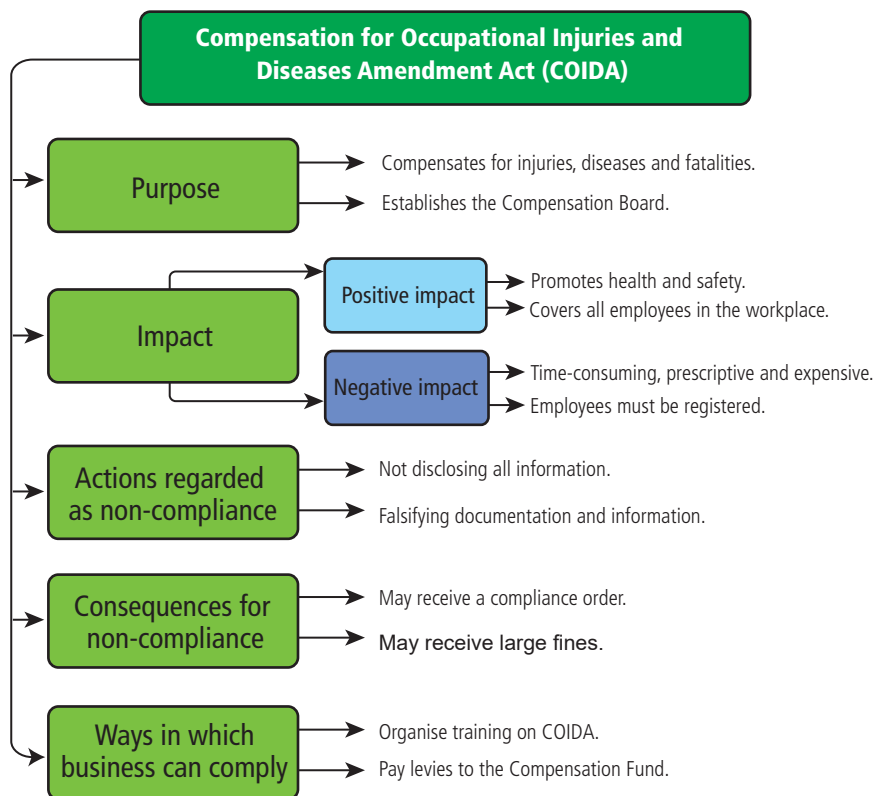 Compensation for Occupational Injuries and
Diseases Amendment Act (COIDA)
Purpose
Compensates for injuries, diseases and fatalities.
Establishes the Compensation Board.
Impact
Positive impact
Promotes health and safety.
Covers all employees in the workplace.
Negative impact
Time-consuming, prescriptive and expensive.
Employees must be registered.
Actions regarded
as non-compliance
Not disclosing all information.
Falsifying documentation and information.
Consequences for
non-compliance
May receive a compliance order.
May receive large fines.
Ways in which
business can comply
Organise training on COIDA.
Pay levies to the Compensation Fund.